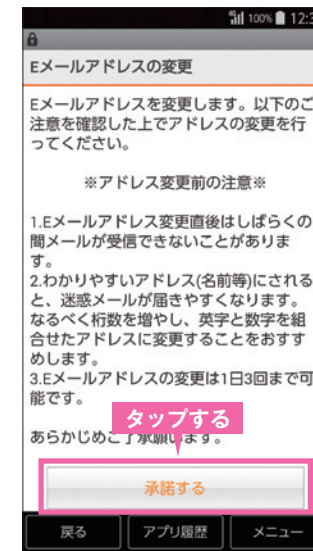 100% 12:3
Eメールアドレスの変更
Eメールアドレスを変更します。以下のご
注意を確認した上でアドレスの変更を行
ってください。
※アドレス変更前の注意※
1.Eメールアドレス変更直後はしばらくの
間メールが受信できないことがありま
す。
2.わかりやすいアドレス(名前等)にされる
と、迷惑メールが届きやすくなります。
なるべく桁数を増やし、英字と数字を組
合せたアドレスに変更することをおすす
めします。
3.Eメールアドレスの変更は1日3回まで可
能です。
タップする
あらかじめご了承願います。
承諾する
戻る アプリ履歴 メニュー